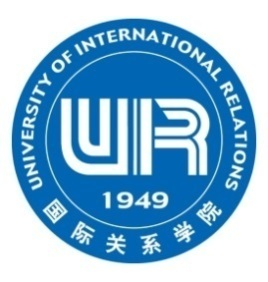 UNIVERSITY OF INTERNATIONAL RELATIONS
UIR
1949
国际关系学院